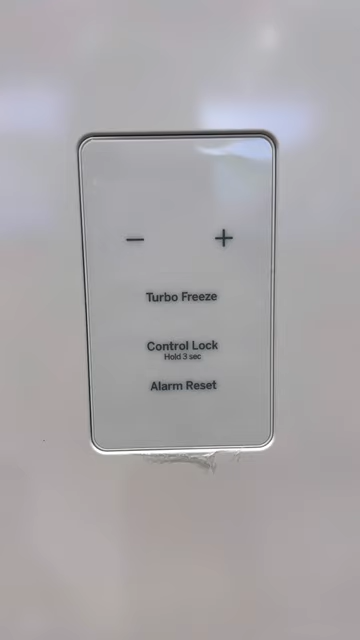 − +
Turbo Freeze
Control Lock
Hold 3 sec
Alarm Reset